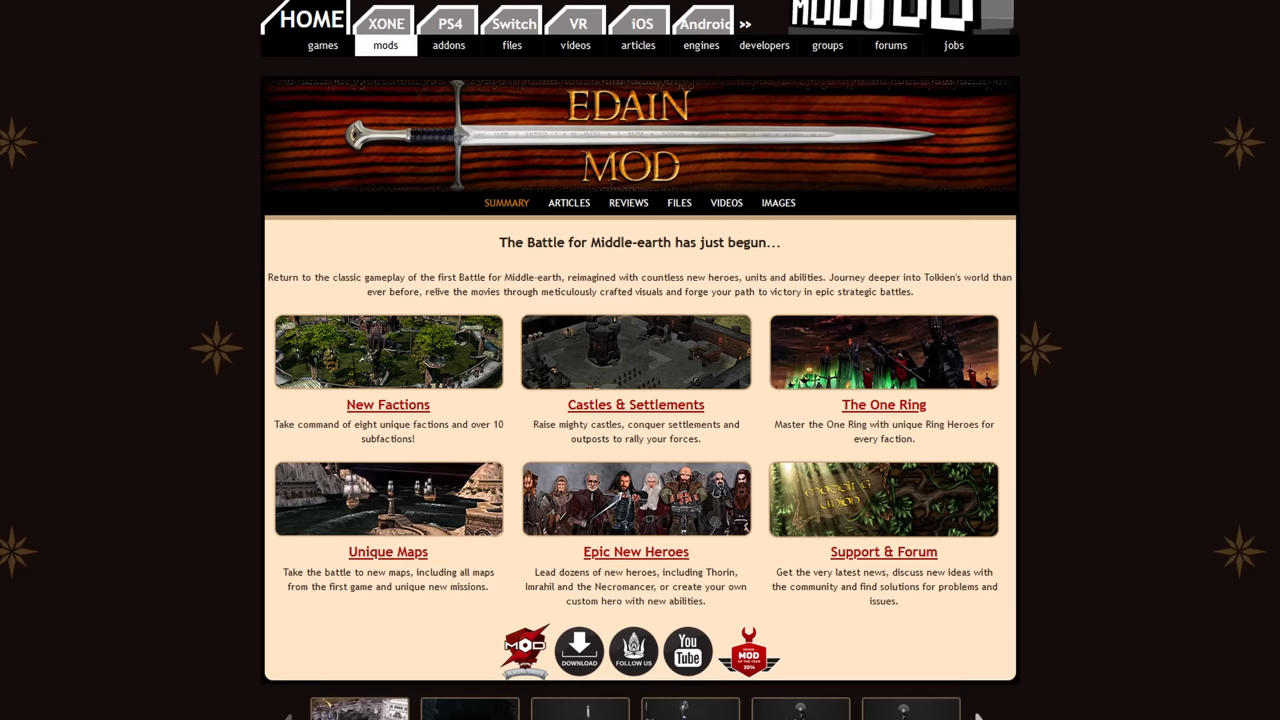 HOME XONE PS4 Switch VR iOS Android »
games mods addons files videos articles engines developers groups forums jobs
EDAIN
MOD
SUMMARY ARTICLES REVIEWS FILES VIDEOS IMAGES
The Battle for Middle-earth has just begun...
Return to the classic gameplay of the first Battle for Middle-earth, reimagined with countless new heroes, units and abilities. Journey deeper into Tolkien's world than
ever before, relive the movies through meticulously crafted visuals and forge your path to victory in epic strategic battles.
New Factions
Take command of eight unique factions and over 10
subfactions!
Castles & Settlements
Raise mighty castles, conquer settlements and
outposts to rally your forces.
The One Ring
Master the One Ring with unique Ring Heroes for
every faction.
MODDING
UNION
Unique Maps
Take the battle to new maps, including all maps
from the first game and unique new missions.
Epic New Heroes
Lead dozens of new heroes, including Thorin,
Imrahil and the Necromancer, or create your own
custom hero with new abilities.
Support & Forum
Get the very latest news, discuss new ideas with
the community and find solutions for problems and
issues.
MOD
DOWNLOAD
FOLLOW US
You
Tube
MOD
OF THE YEAR
2014